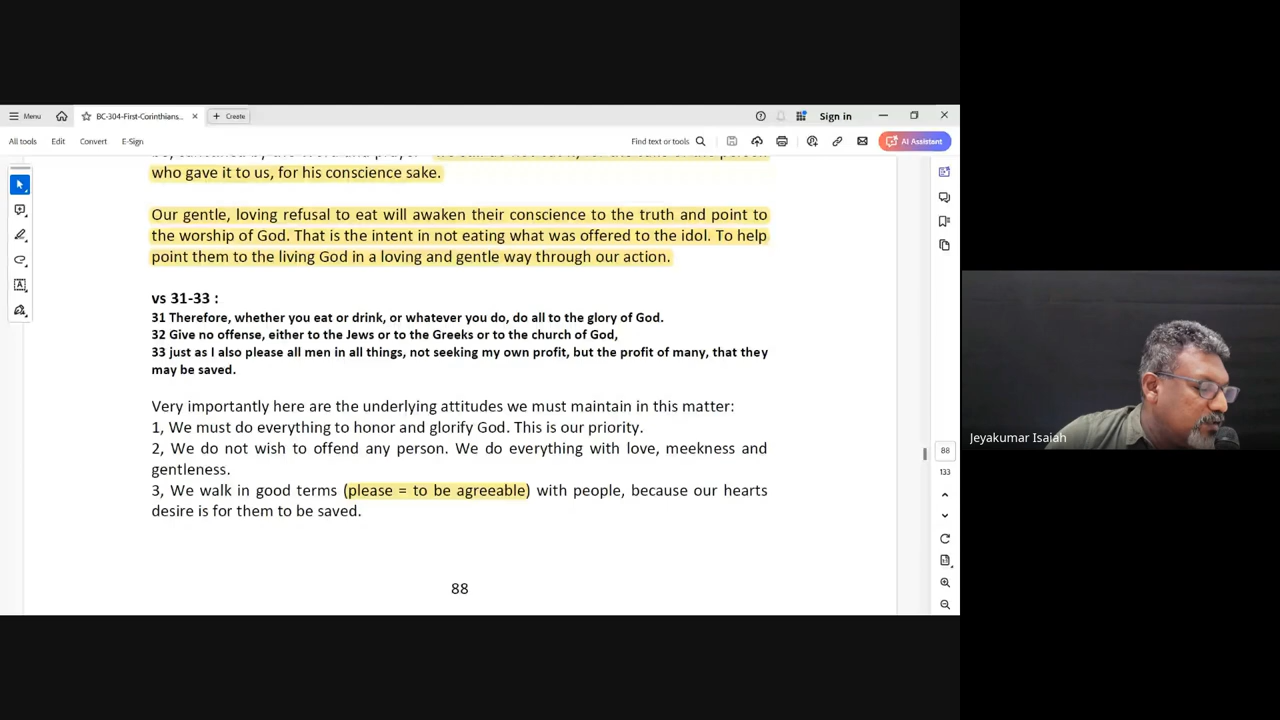 Menu
BC-304-First-Corinthians...
Create
Sign in
All tools
Edit
Convert
E-Sign
Find text or tools
AI Assistant
who gave it to us, for his conscience sake.
Our gentle, loving refusal to eat will awaken their conscience to the truth and point to
the worship of God. That is the intent in not eating what was offered to the idol. To help
point them to the living God in a loving and gentle way through our action.
vs 31-33 :
31 Therefore, whether you eat or drink, or whatever you do, do all to the glory of God.
32 Give no offense, either to the Jews or to the Greeks or to the church of God,
33 just as I also please all men in all things, not seeking my own profit, but the profit of many, that they
may be saved.
Very importantly here are the underlying attitudes we must maintain in this matter:
1, We must do everything to honor and glorify God. This is our priority.
2, We do not wish to offend any person. We do everything with love, meekness and
gentleness.
3, We walk in good terms (please = to be agreeable) with people, because our hearts
desire is for them to be saved.
88
88
133
Jeyakumar Isaiah